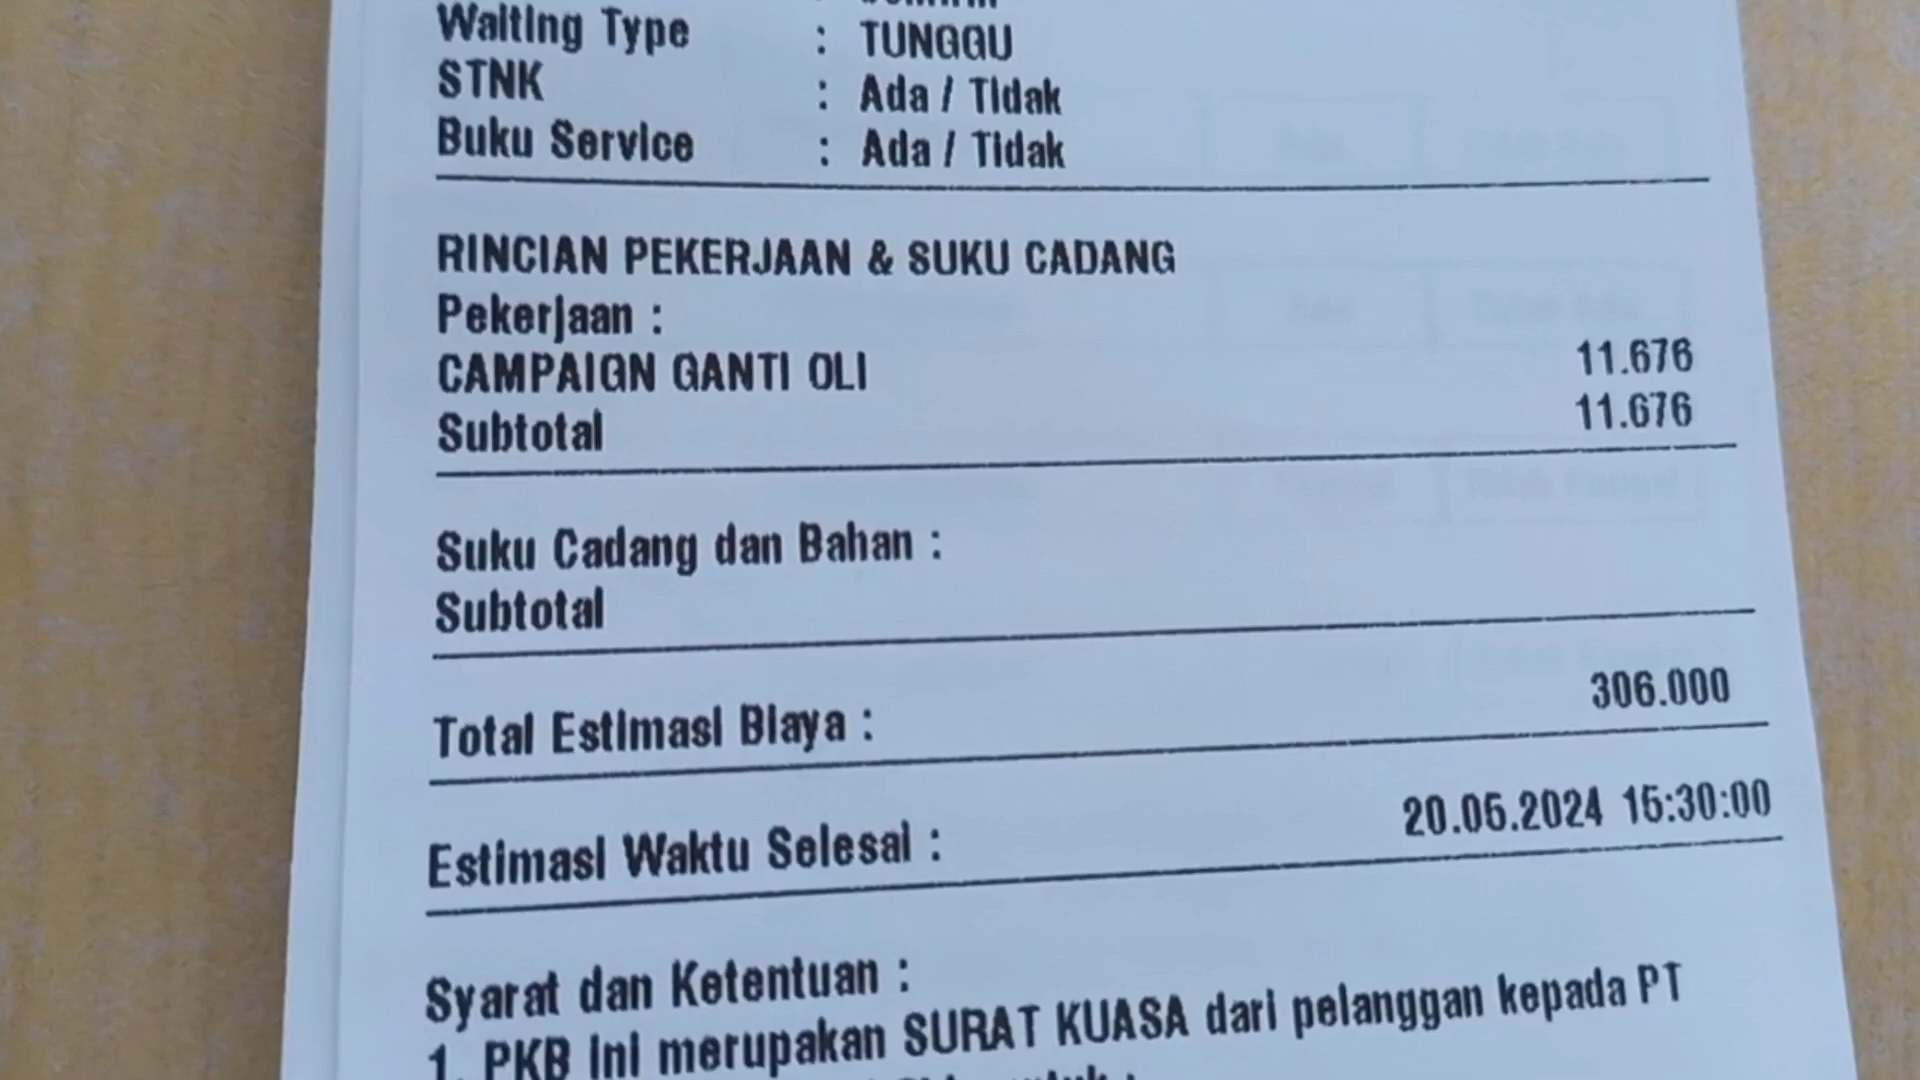 Waiting Type : TUNGGU
STNK : Ada / Tidak
Buku Service : Ada / Tidak
RINCIAN PEKERJAAN & SUKU CADANG
Pekerjaan :
CAMPAIGN GANTI OLI 11.676
Subtotal 11.676
Suku Cadang dan Bahan :
Subtotal
Total Estimasi Biaya : 306.000
Estimasi Waktu Selesai : 20.05.2024 15:30:00
Syarat dan Ketentuan :
1. PKB ini merupakan SURAT KUASA dari pelanggan kepada PT